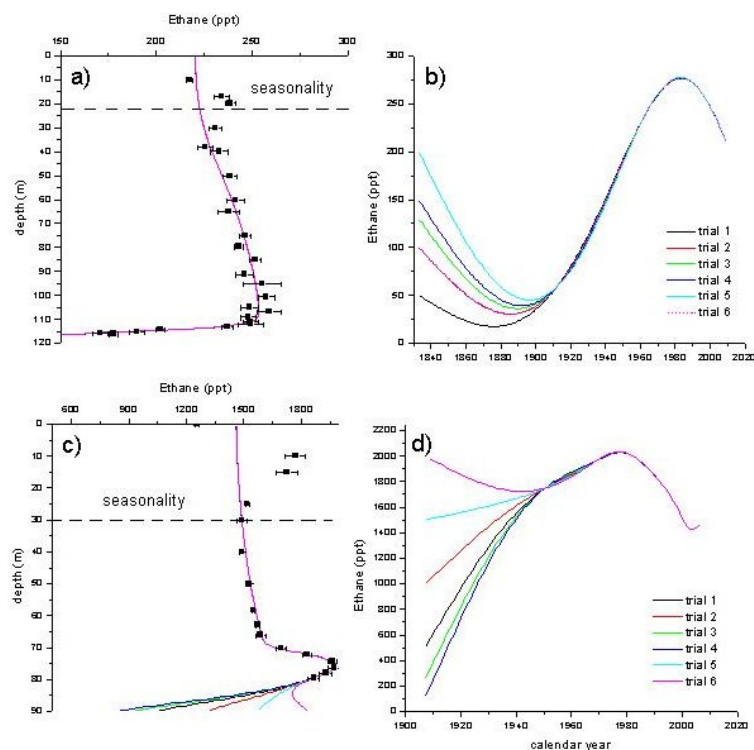 Ethane (ppt)
150 200 250 300
0
10
20
30
40
50
60
70
80
90
100
110
120
depth (m)
a)
seasonality
300
250
200
150
100
50
0
Ethane (ppt)
b)
trial 1
trial 2
trial 3
trial 4
trial 5
trial 6
1840 1860 1880 1900 1920 1940 1960 1980 2000 2020
Ethane (ppt)
600 900 1200 1500 1800
0
10
20
30
40
50
60
70
80
90
depth (m)
c)
seasonality
2200
2000
1800
1600
1400
1200
1000
800
600
400
200
0
Ethane (ppt)
d)
trial 1
trial 2
trial 3
trial 4
trial 5
trial 6
1900 1920 1940 1960 1980 2000 2020
calendar year